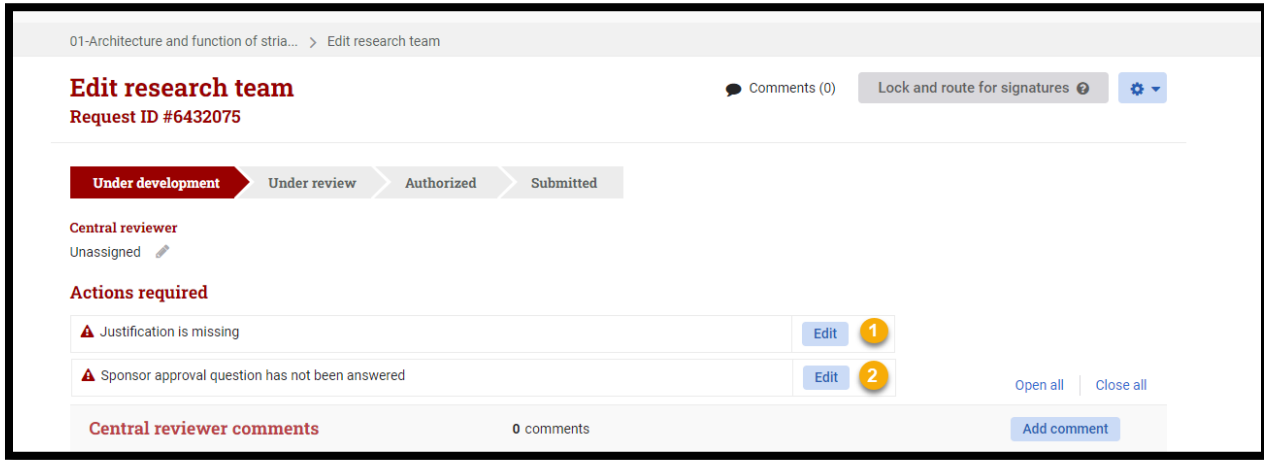 01-Architecture and function of stria... > Edit research team
Edit research team
Comments (0)
Lock and route for signatures ?
Request ID #6432075
Under development
Under review
Authorized
Submitted
Central reviewer
Unassigned
Actions required
Justification is missing
Edit
1
Sponsor approval question has not been answered
Edit
2
Open all
Close all
Central reviewer comments
0 comments
Add comment